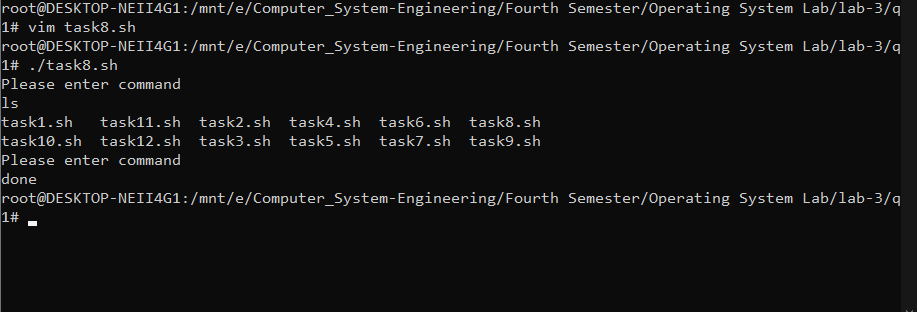 root@DESKTOP-NEII4G1:/mnt/e/Computer_System-Engineering/Fourth Semester/Operating System Lab/lab-3/q
1# vim task8.sh
root@DESKTOP-NEII4G1:/mnt/e/Computer_System-Engineering/Fourth Semester/Operating System Lab/lab-3/q
1# ./task8.sh
Please enter command
ls
task1.sh   task11.sh  task2.sh  task4.sh  task6.sh  task8.sh
task10.sh  task12.sh  task3.sh  task5.sh  task7.sh  task9.sh
Please enter command
done
root@DESKTOP-NEII4G1:/mnt/e/Computer_System-Engineering/Fourth Semester/Operating System Lab/lab-3/q
1#